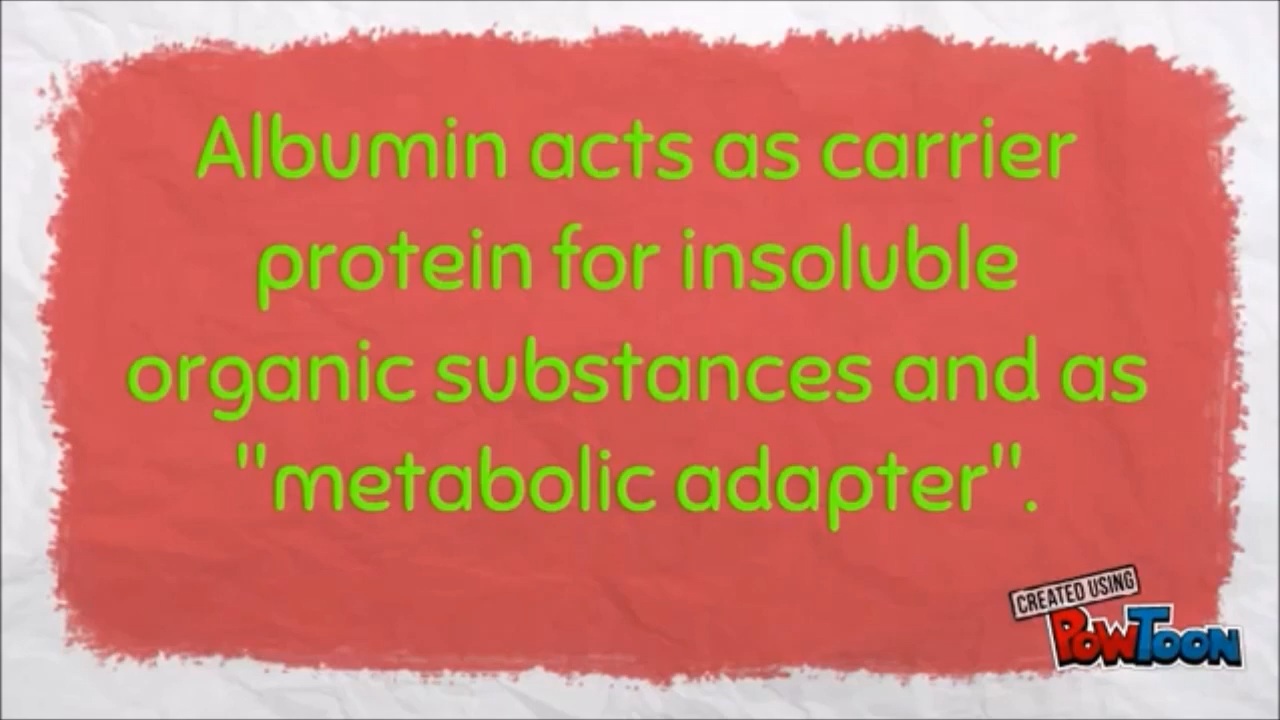 Albumin acts as carrier
protein for insoluble
organic substances and as
"metabolic adapter".
CREATED USING
POWTOON